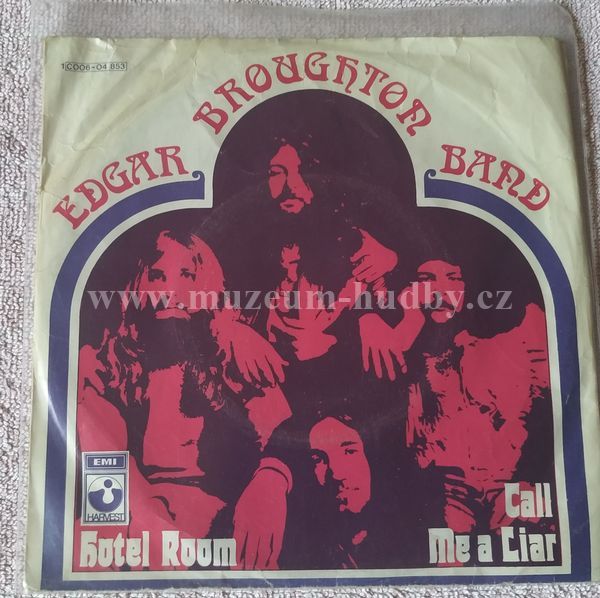 1C006-04 853
EDGAR BROUGHTON BAND
www.muzeum-hudby.cz
EMI
HARVEST
Hotel Room
Call
Me a Liar